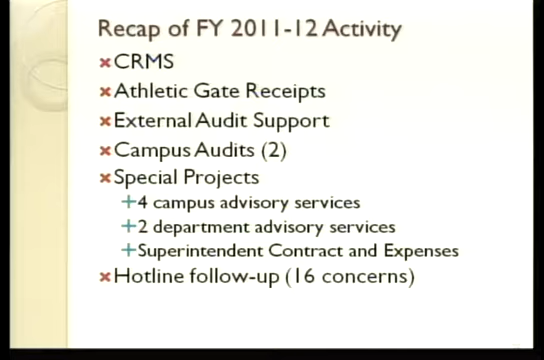 Recap of FY 2011-12 Activity
CRMS
Athletic Gate Receipts
External Audit Support
Campus Audits (2)
Special Projects
4 campus advisory services
2 department advisory services
Superintendent Contract and Expenses
Hotline follow-up (16 concerns)